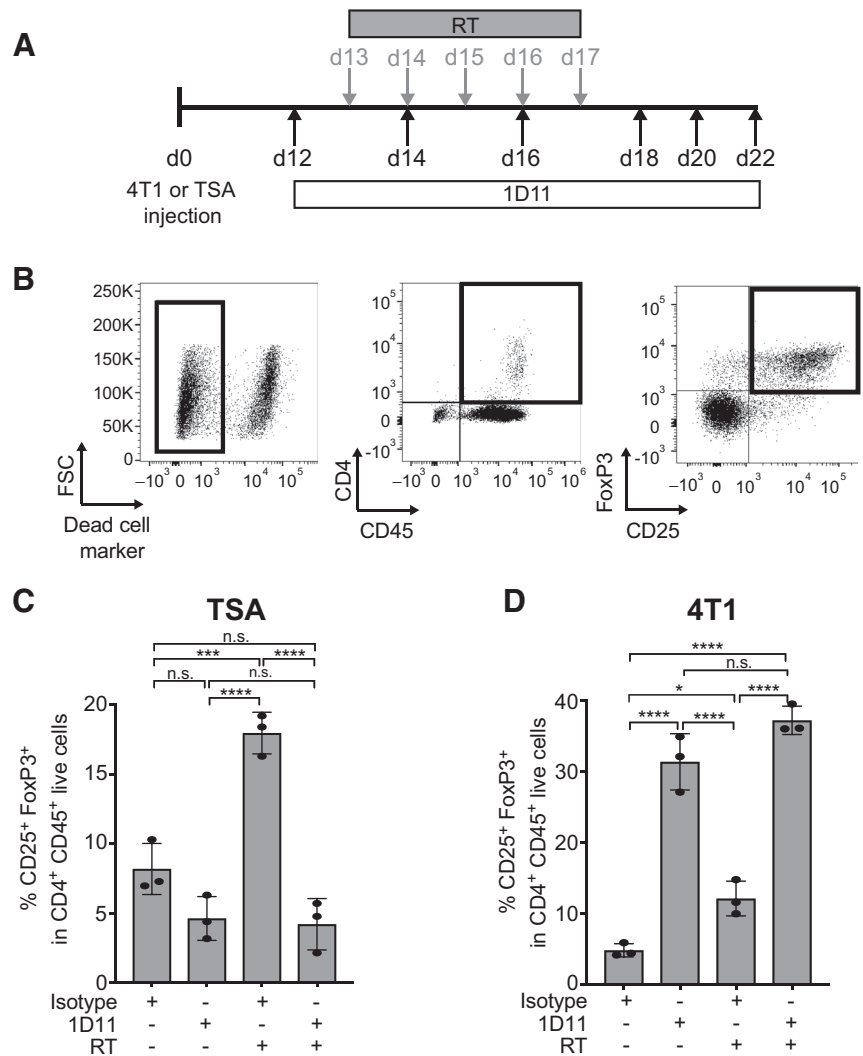 A
RT
d13 d14 d15 d16 d17
d0 d12 d14 d16 d18 d20 d22
4T1 or TSA
injection
1D11
B
250K
200K
150K
100K
50K
0
FSC
–10³ 0 10³ 10⁴ 10⁵
Dead cell
marker
10⁵
10⁴
10³
0
-10³
CD4
–10³ 0 10³ 10⁴ 10⁵ 10⁶
CD45
10⁵
10⁴
10³
0
-10³
FoxP3
–10³ 0 10³ 10⁴ 10⁵
CD25
C
TSA
n.s.
*** ****
n.s. n.s.
****
% CD25⁺ FoxP3⁺
in CD4⁺ CD45⁺ live cells
20
15
10
5
0
Isotype + - + -
1D11 - + - +
RT - - + +
D
4T1
****
n.s.
* ****
**** ****
% CD25⁺ FoxP3⁺
in CD4⁺ CD45⁺ live cells
40
30
20
10
0
Isotype + - + -
1D11 - + - +
RT - - + +